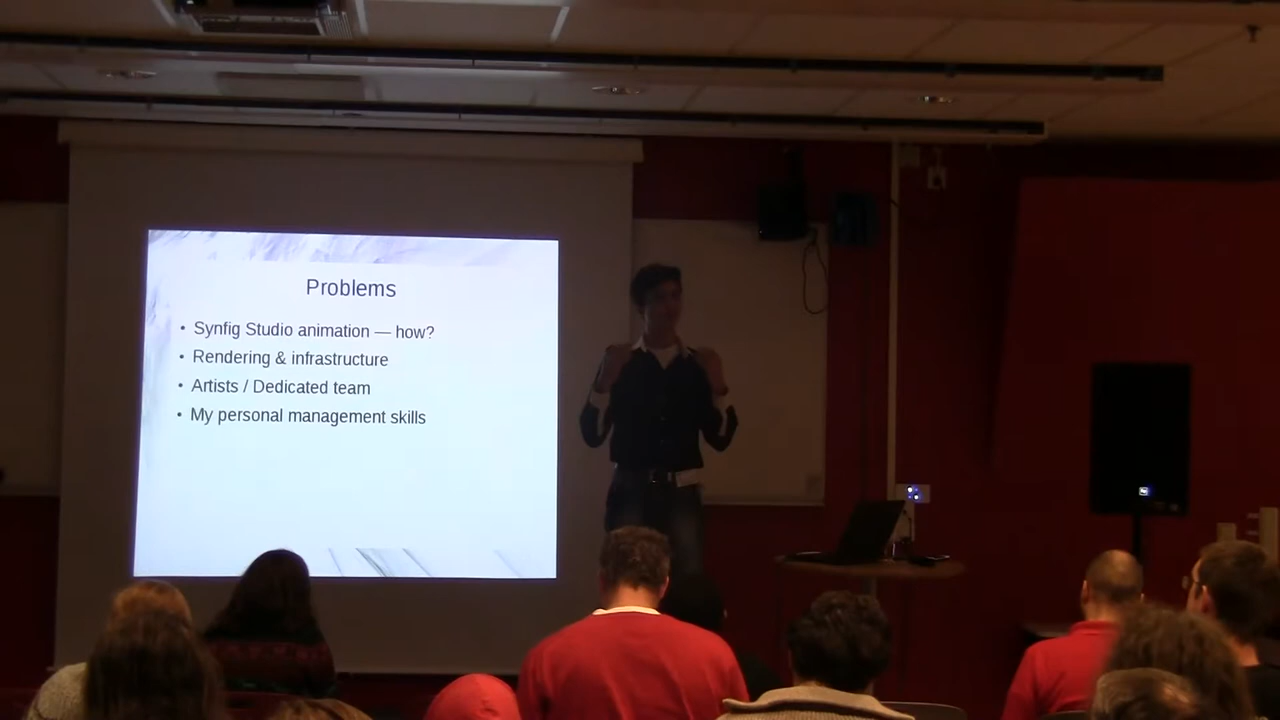 Problems
• Synfig Studio animation — how?
• Rendering & infrastructure
• Artists / Dedicated team
• My personal management skills